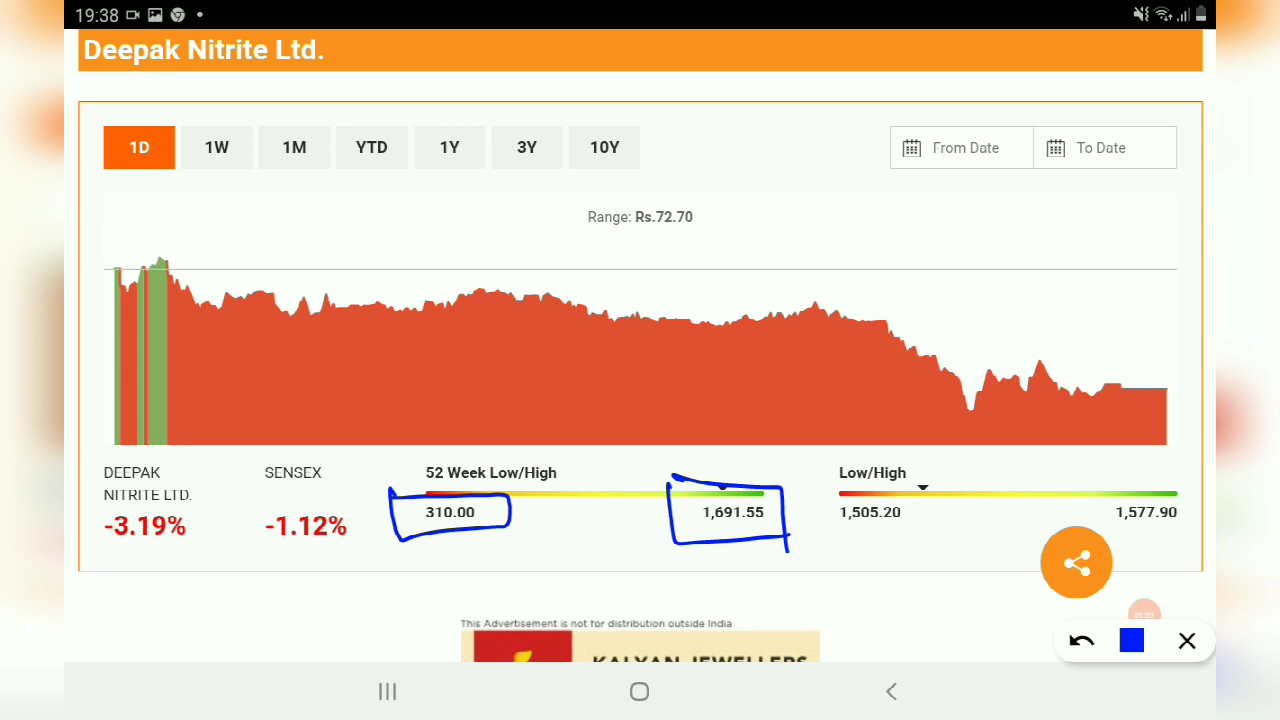 19:38
Deepak Nitrite Ltd.
1D 1W 1M YTD 1Y 3Y 10Y From Date To Date
Range: Rs.72.70
DEEPAK
NITRITE LTD.
-3.19%
SENSEX
-1.12%
52 Week Low/High
310.00 1,691.55
Low/High
1,505.20 1,577.90
01:23
This Advertisement is not for distribution outside India
KALYAN JEWELLERS